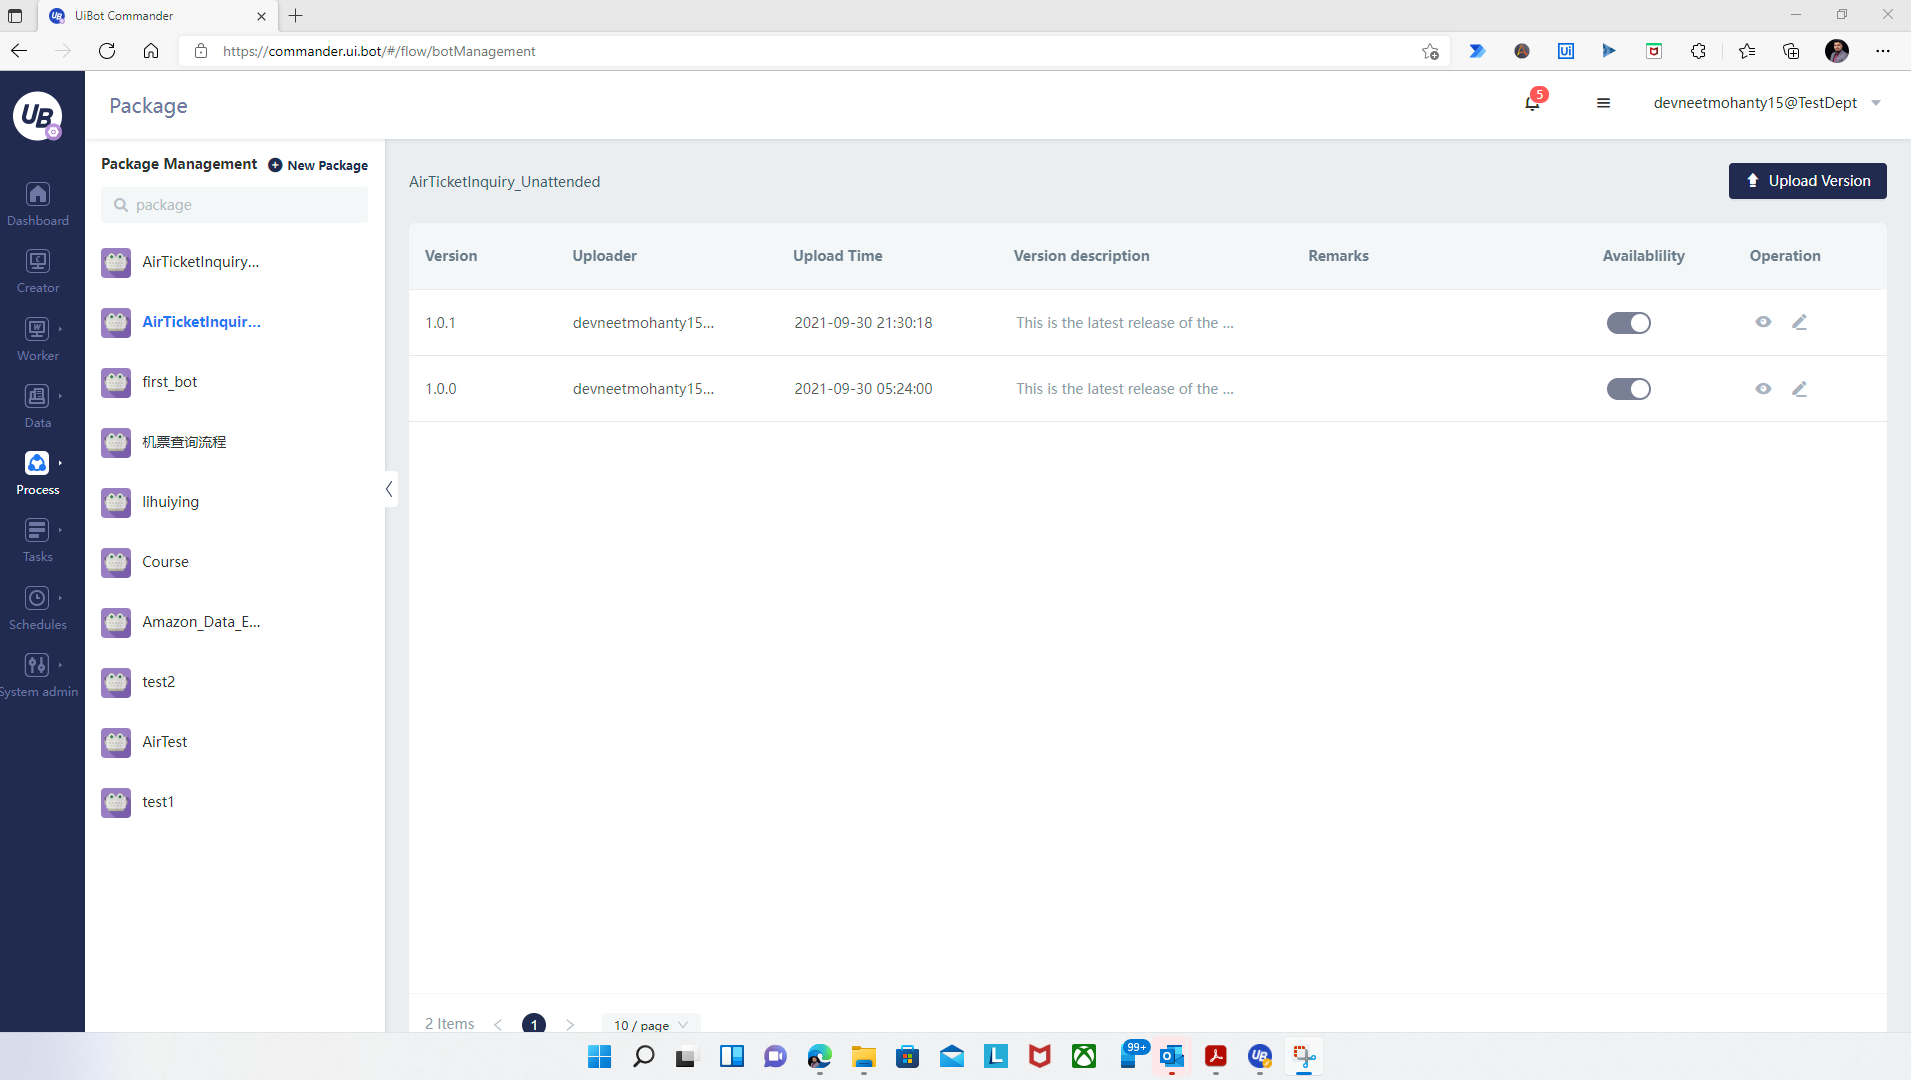 UiBot Commander
https://commander.ui.bot/#/flow/botManagement
UB
Package
5
devneetmohanty15@TestDept
Dashboard
Creator
Worker
Data
Process
Tasks
Schedules
System admin
Package Management
New Package
package
AirTicketInquiry...
AirTicketInquir...
first_bot
机票查询流程
lihuiying
Course
Amazon_Data_E...
test2
AirTest
test1
AirTicketInquiry_Unattended
Upload Version
Version Uploader Upload Time Version description Remarks Availablility Operation
1.0.1 devneetmohanty15... 2021-09-30 21:30:18 This is the latest release of the ...
1.0.0 devneetmohanty15... 2021-09-30 05:24:00 This is the latest release of the ...
2 Items 1 10 / page
99+